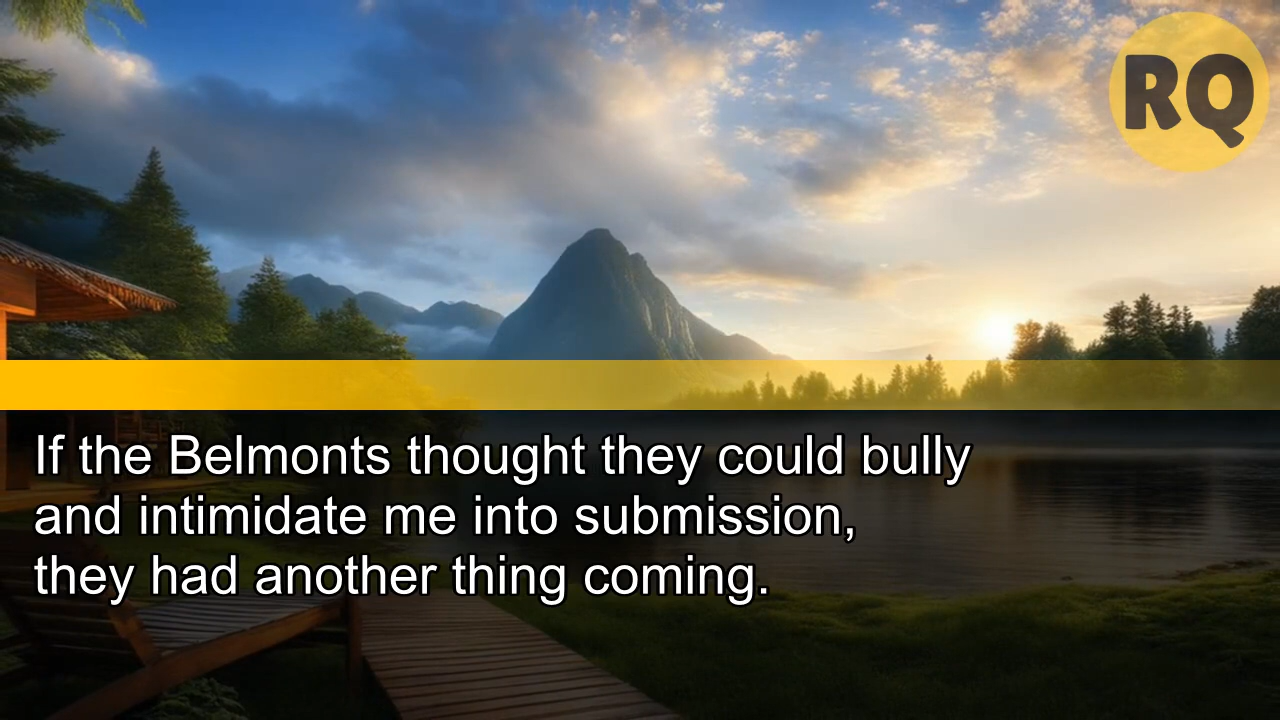 RQ
If the Belmonts thought they could bully
and intimidate me into submission,
they had another thing coming.